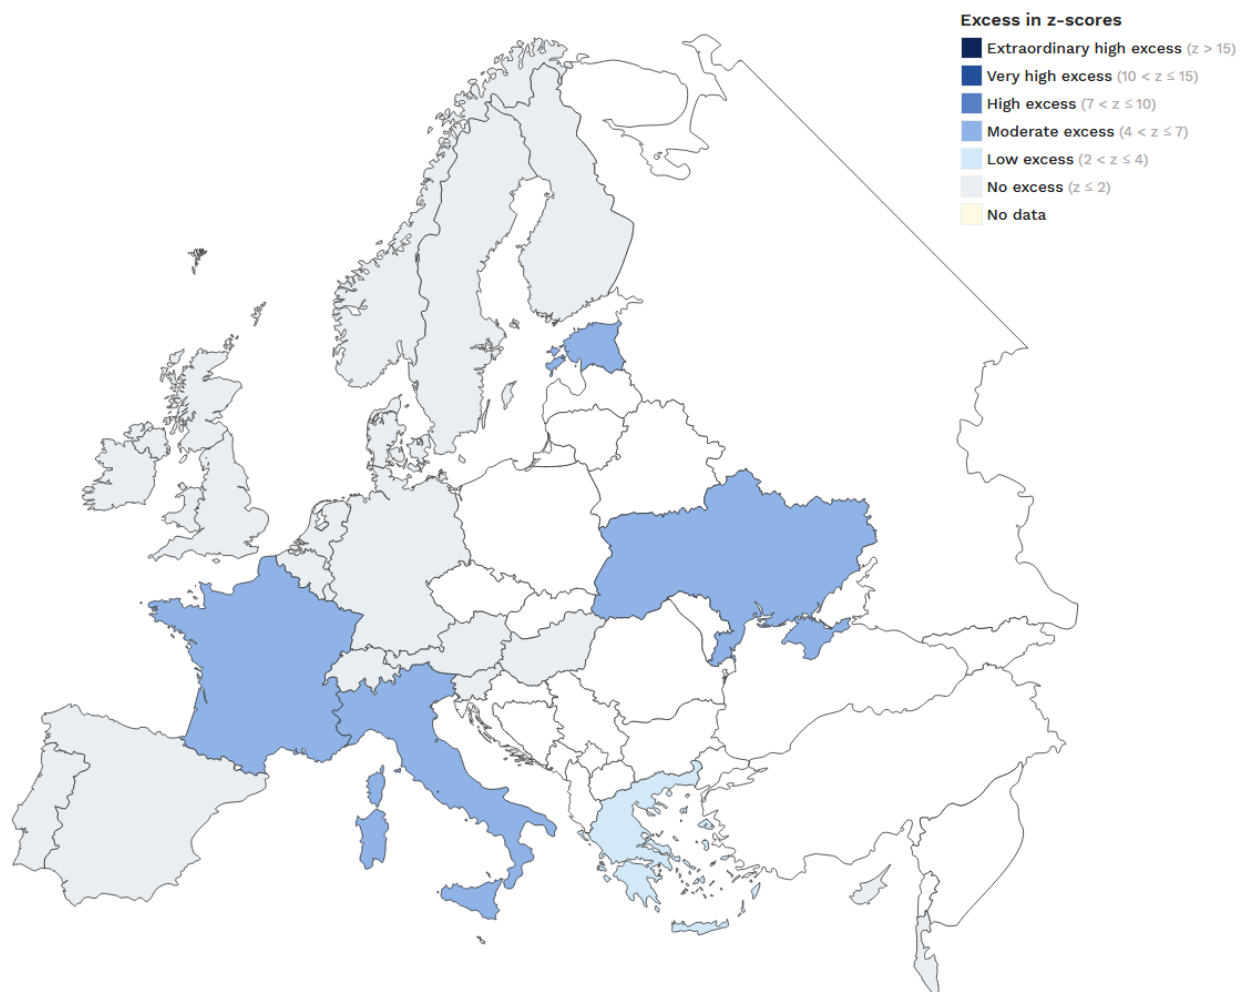 Excess in z-scores
Extraordinary high excess (z > 15)
Very high excess (10 < z ≤ 15)
High excess (7 < z ≤ 10)
Moderate excess (4 < z ≤ 7)
Low excess (2 < z ≤ 4)
No excess (z ≤ 2)
No data